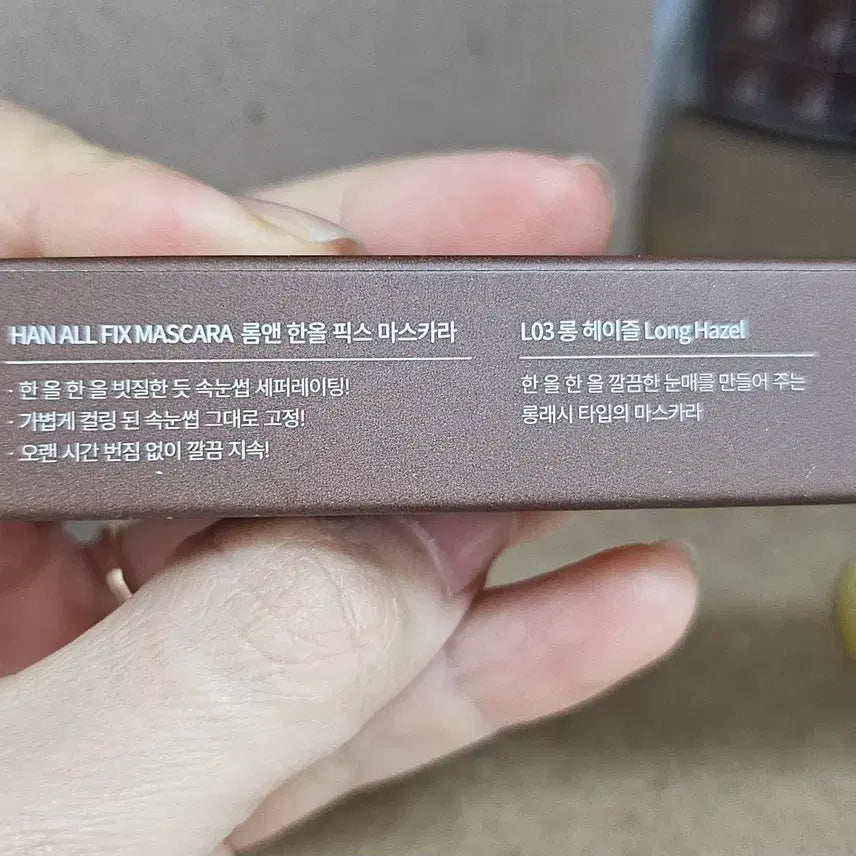 HAN ALL FIX MASCARA 롬앤 한올 픽스 마스카라
· 한 올 한 올 빗질한 듯 속눈썹 세퍼레이팅!
· 가볍게 컬링 된 속눈썹 그대로 고정!
· 오랜 시간 번짐 없이 깔끔 지속!
L03 롱 헤이즐 Long Hazel
한 올 한 올 깔끔한 눈매를 만들어 주는
롱래시 타입의 마스카라